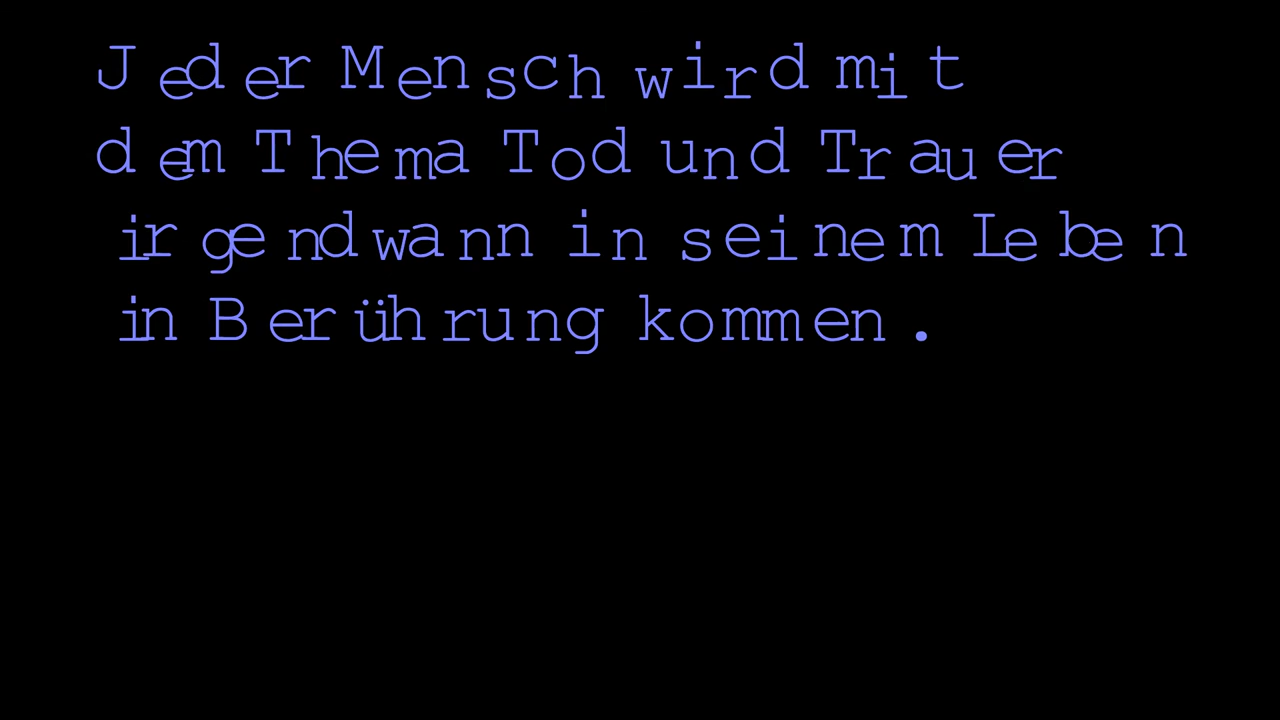 Jeder Mensch wird mit
dem Thema Tod und Trauer
irgendwann in seinem Leben
in Berührung kommen.